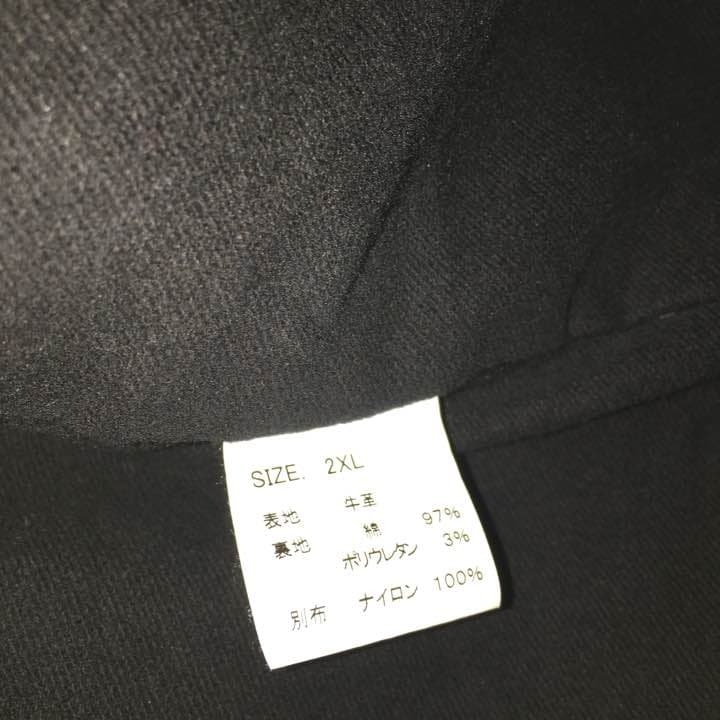 SIZE. 2XL
表地 牛革
裏地 綿 97%
ポリウレタン 3%
別布 ナイロン 100%